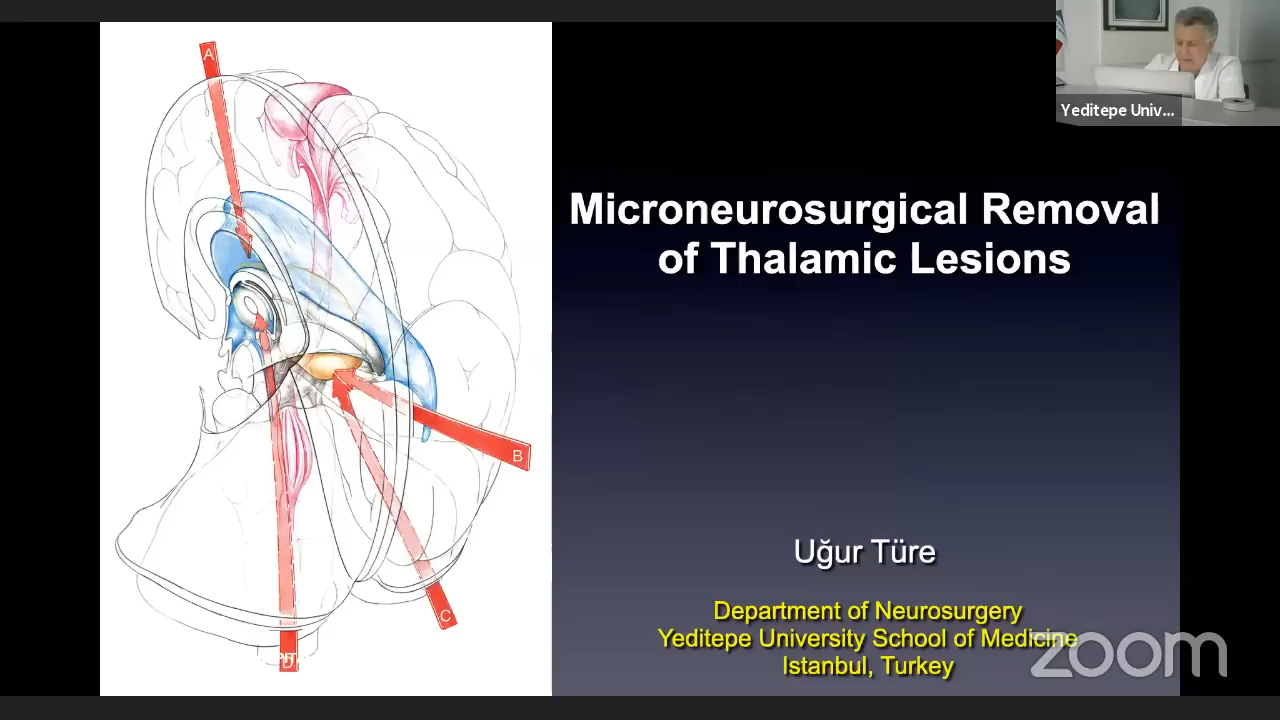 A
Yeditepe Univ...
Microneurosurgical Removal
of Thalamic Lesions
B
C
D
Uğur Türe
Department of Neurosurgery
Yeditepe University School of Medicine
Istanbul, Turkey
zoom